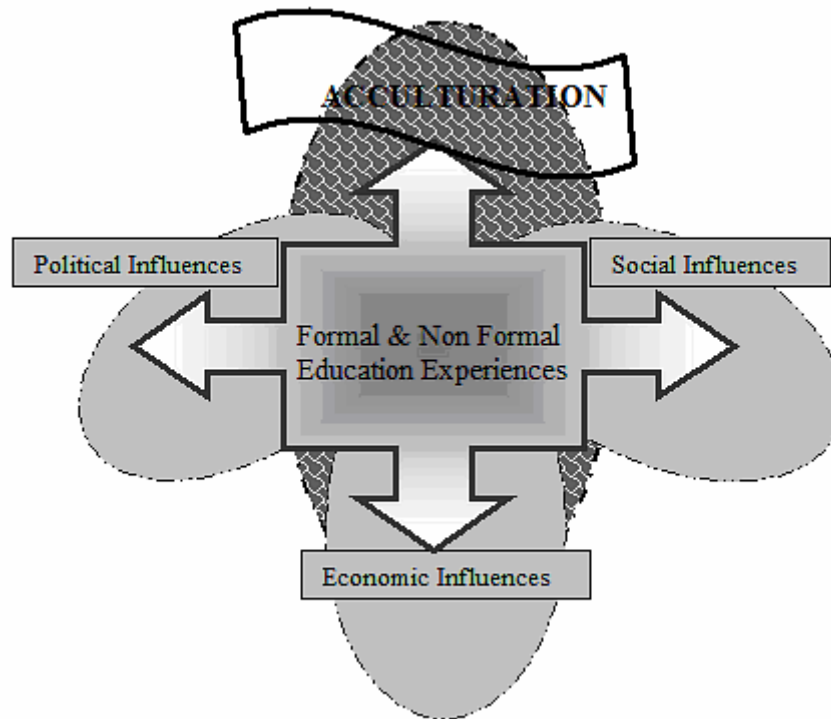 ACCULTURATION
Political Influences
Social Influences
Formal & Non Formal
Education Experiences
Economic Influences